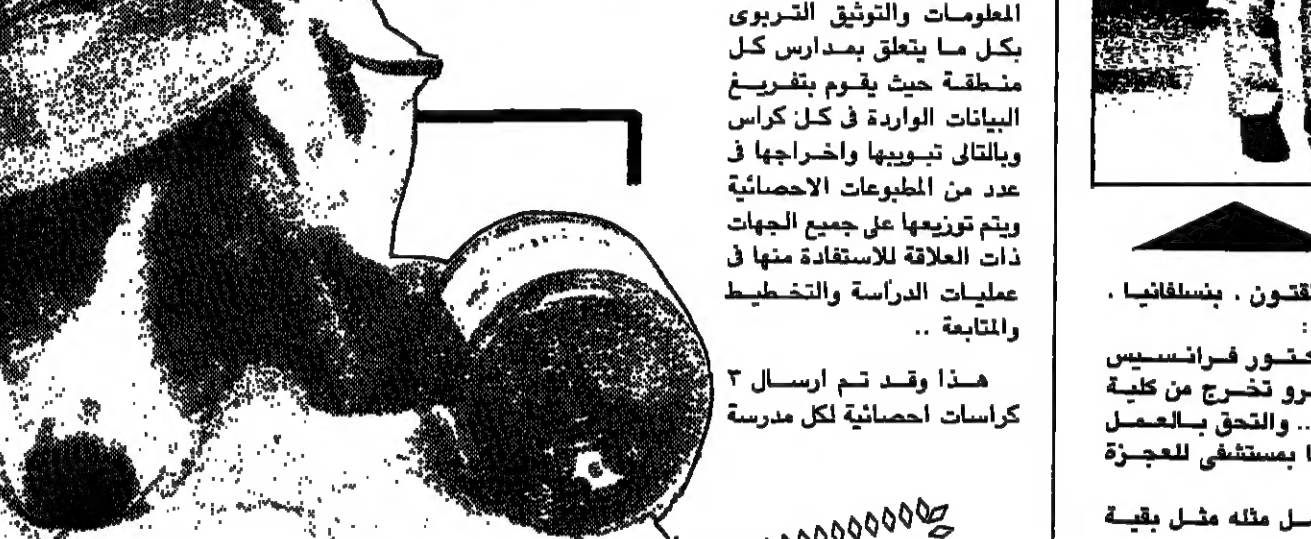 المعلومات والتوثيق التربوى
بكل ما يتعلق بمدارس كل
منطقة حيث يقوم بتفريغ
البيانات الواردة فى كل كراس
وبالتالى تبويبها واخراجها فى
عدد من المطبوعات الاحصائية
ويتم توزيعها على جميع الجهات
ذات العلاقة للاستفادة منها فى
عمليات الدراسة والتخطيط
والمتابعة ..
هذا وقد تم ارسال ٣
كراسات احصائية لكل مدرسة
بنسلفانيا .
:
فرانسيس
تخرج من كلية
.. والتحق بالعمل
بمستشفى للعجزة
مثله مثل بقية